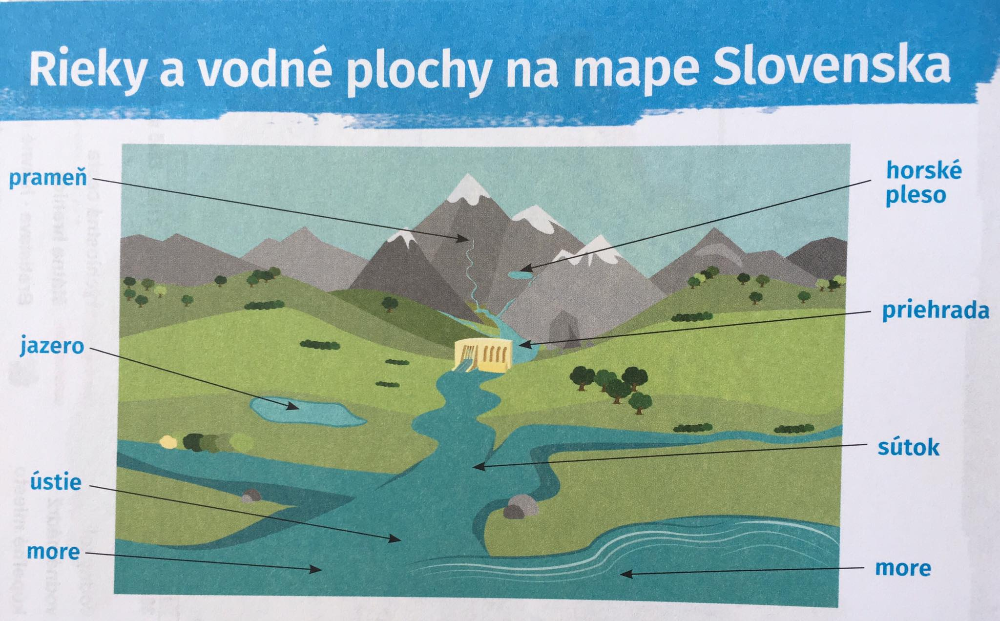 Rieky a vodné plochy na mape Slovenska
prameň
jazero
ústie
more
horské
pleso
priehrada
sútok
more